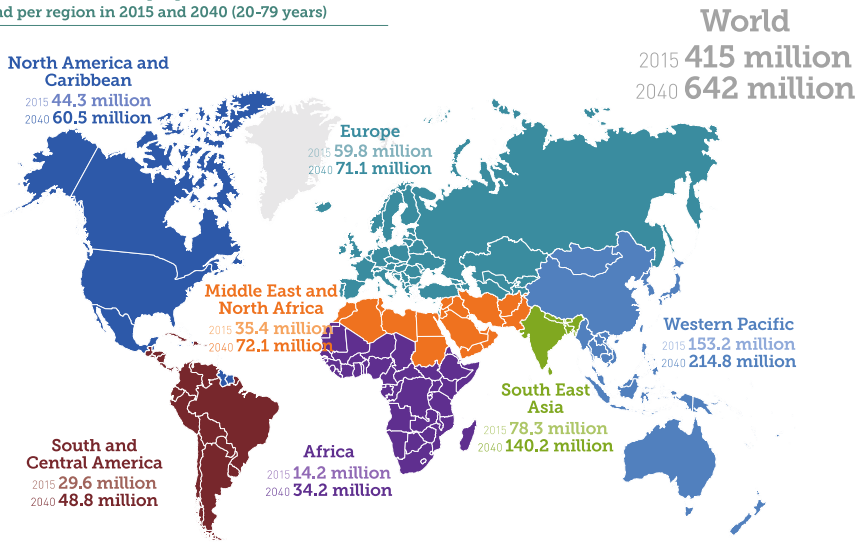 nd per region in 2015 and 2040 (20-79 years)
World
2015 415 million
2040 642 million
North America and
Caribbean
2015 44.3 million
2040 60.5 million
Europe
2015 59.8 million
2040 71.1 million
Middle East and
North Africa
2015 35.4 million
2040 72.1 million
Western Pacific
2015 153.2 million
2040 214.8 million
South East
Asia
2015 78.3 million
2040 140.2 million
South and
Central America
2015 29.6 million
2040 48.8 million
Africa
2015 14.2 million
2040 34.2 million